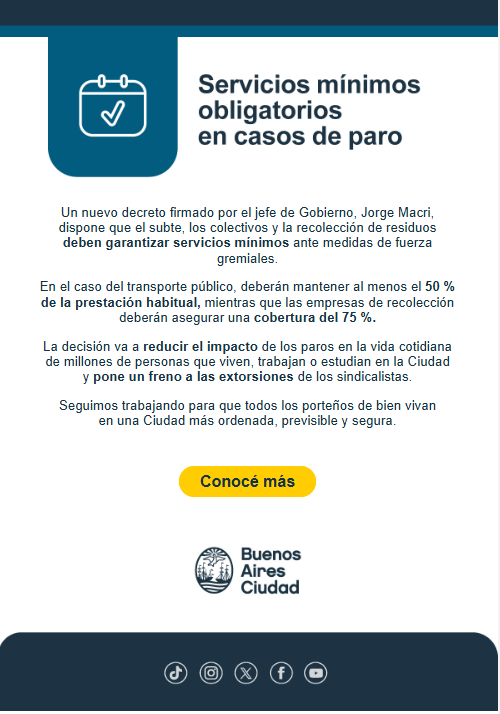 Servicios mínimos
obligatorios
en casos de paro
Un nuevo decreto firmado por el jefe de Gobierno, Jorge Macri,
dispone que el subte, los colectivos y la recolección de residuos
deben garantizar servicios mínimos ante medidas de fuerza
gremiales.
En el caso del transporte público, deberán mantener al menos el 50 %
de la prestación habitual, mientras que las empresas de recolección
deberán asegurar una cobertura del 75 %.
La decisión va a reducir el impacto de los paros en la vida cotidiana
de millones de personas que viven, trabajan o estudian en la Ciudad
y pone un freno a las extorsiones de los sindicalistas.
Seguimos trabajando para que todos los porteños de bien vivan
en una Ciudad más ordenada, previsible y segura.
Conocé más
Buenos
Aires
Ciudad